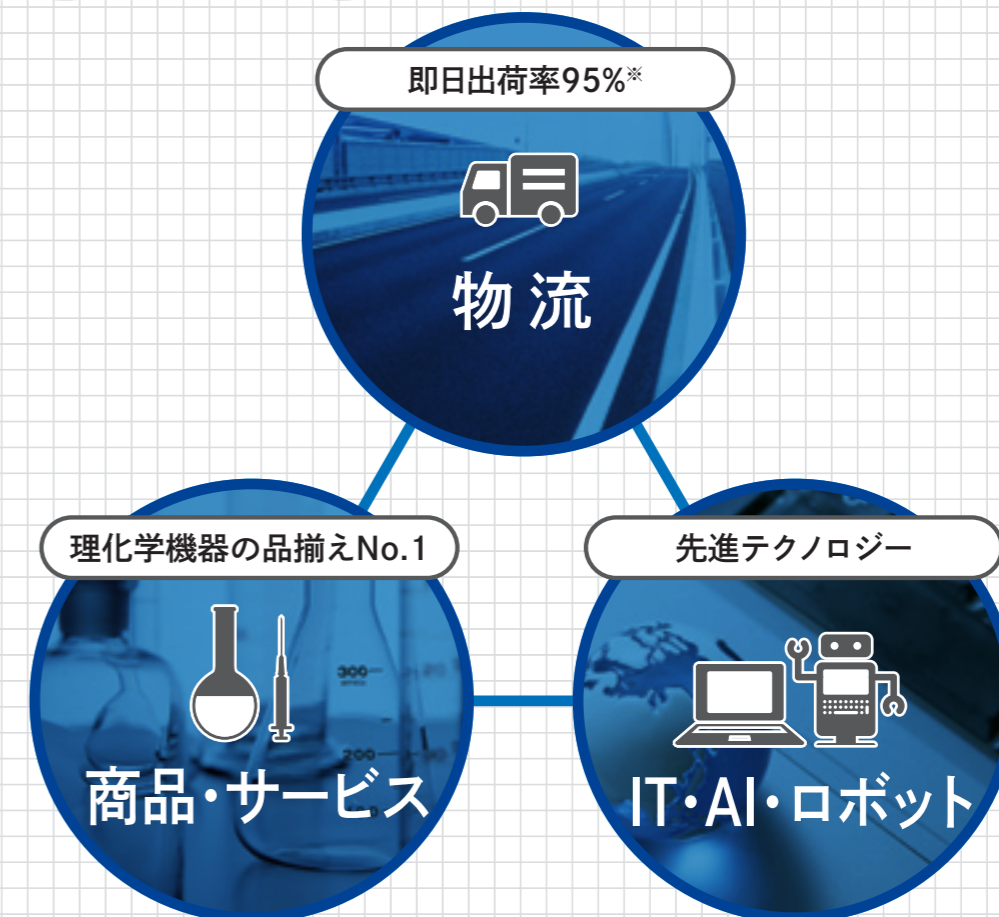 即日出荷率95%※
物流
理化学機器の品揃えNo.1
先進テクノロジー
300
200
商品・サービス
IT・AI・ロボット